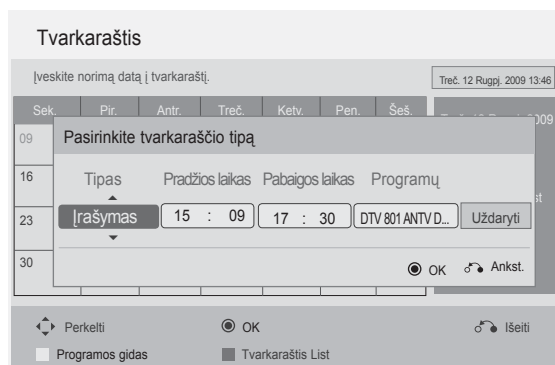 Tvarkaraštis
Įveskite norimą datą į tvarkaraštį.
Treč. 12 Rugpj. 2009 13:46
Sek. Pir. Antr. Treč. Ketv. Pen. Šeš.
09
Pasirinkite tvarkaraščio tipą
16
Tipas Pradžios laikas Pabaigos laikas Programų
23
Įrašymas 15 : 09 17 : 30 DTV 801 ANTV D... Uždaryti
30
OK Ankst.
Perkelti OK Išeiti
Programos gidas Tvarkaraštis List